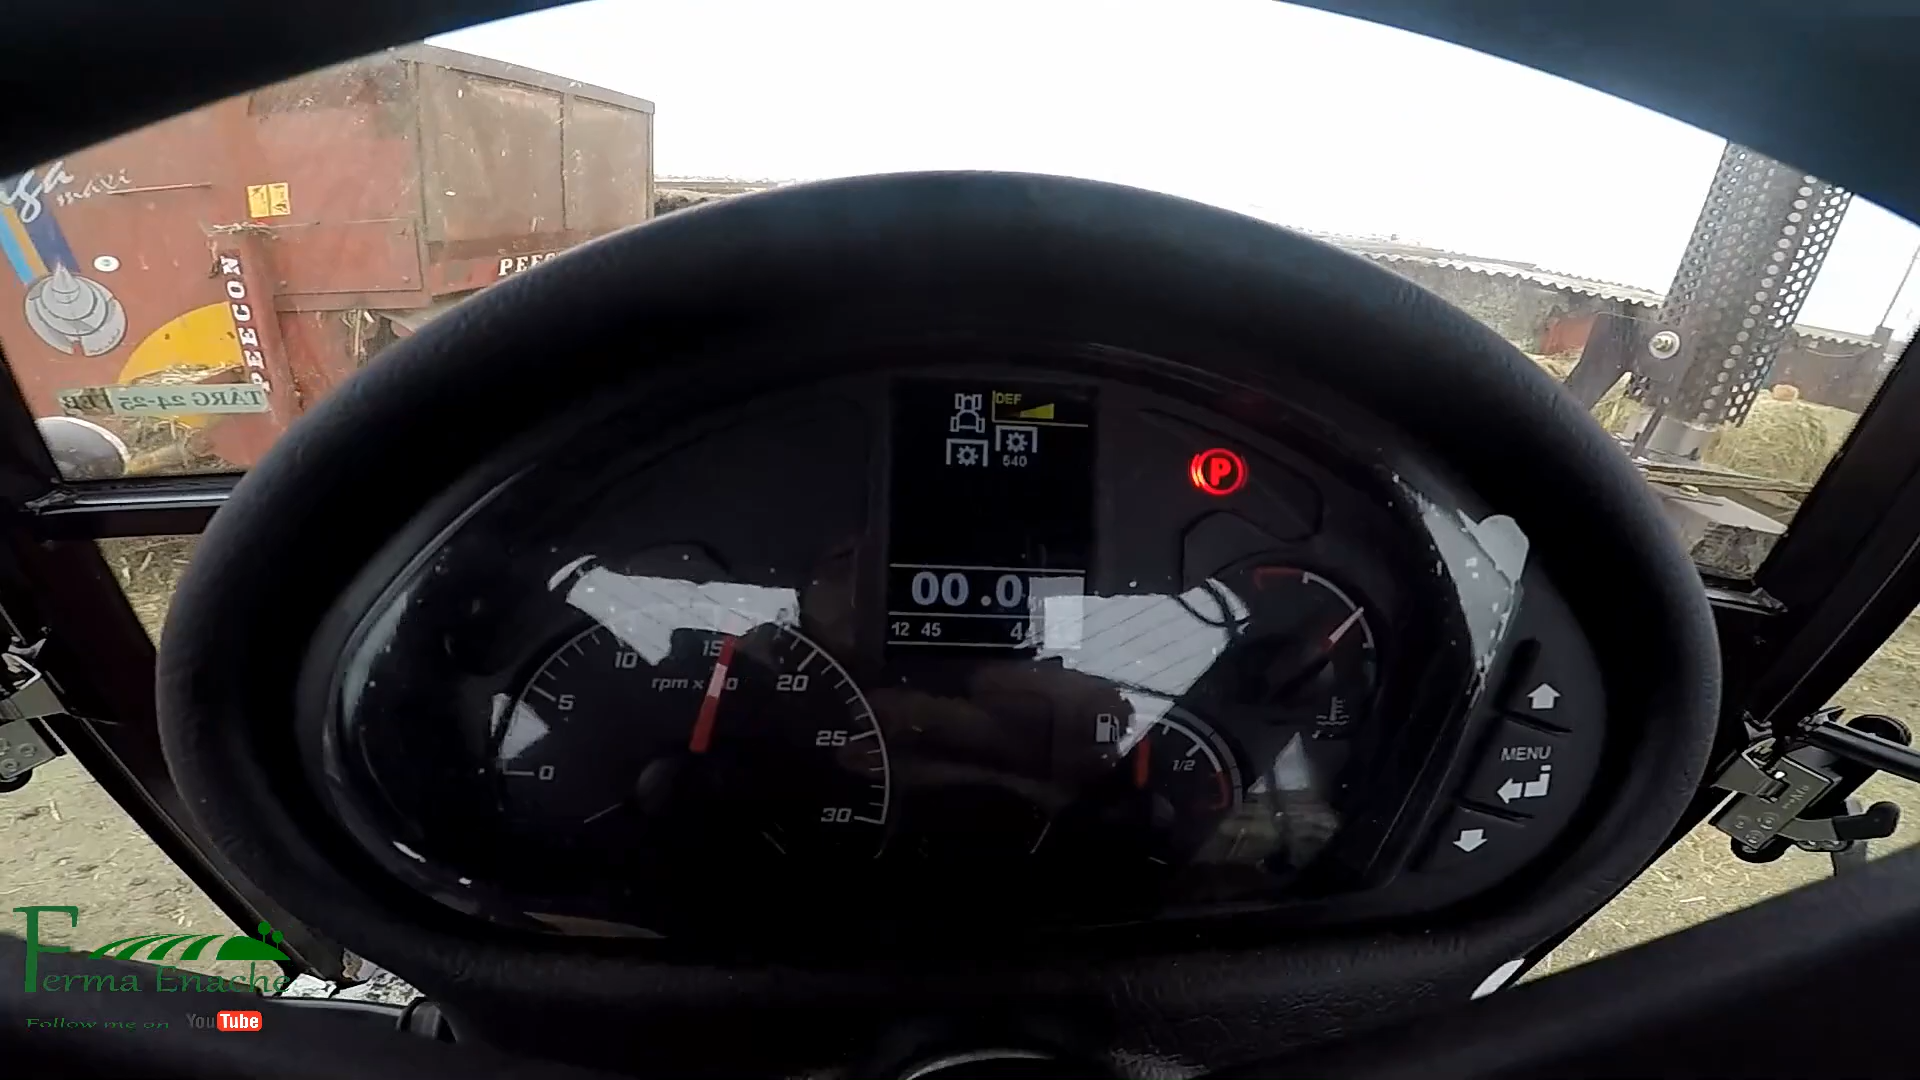 maxi
PEECON
TARG 24-25 FEB
DEF
540
P
00.0
12 45
0
5
10
15
20
25
30
rpm x
1/2
MENU
Ferma Enache
Follow me on YouTube